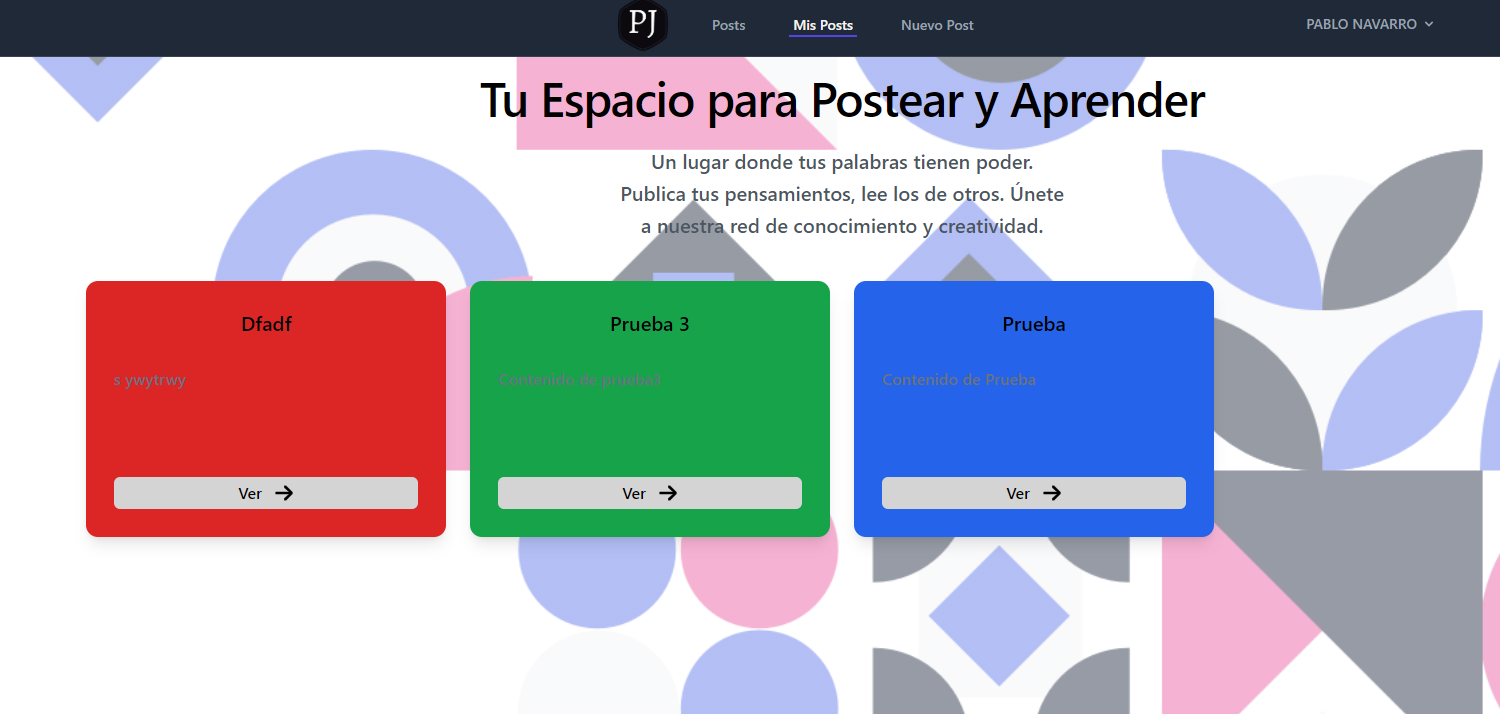 PJ
Posts
Mis Posts
Nuevo Post
PABLO NAVARRO
Tu Espacio para Postear y Aprender
Un lugar donde tus palabras tienen poder.
Publica tus pensamientos, lee los de otros. Únete
a nuestra red de conocimiento y creatividad.
Dfadf
s ywytrwy
Ver
Prueba 3
Contenido de prueba3
Ver
Prueba
Contenido de Prueba
Ver